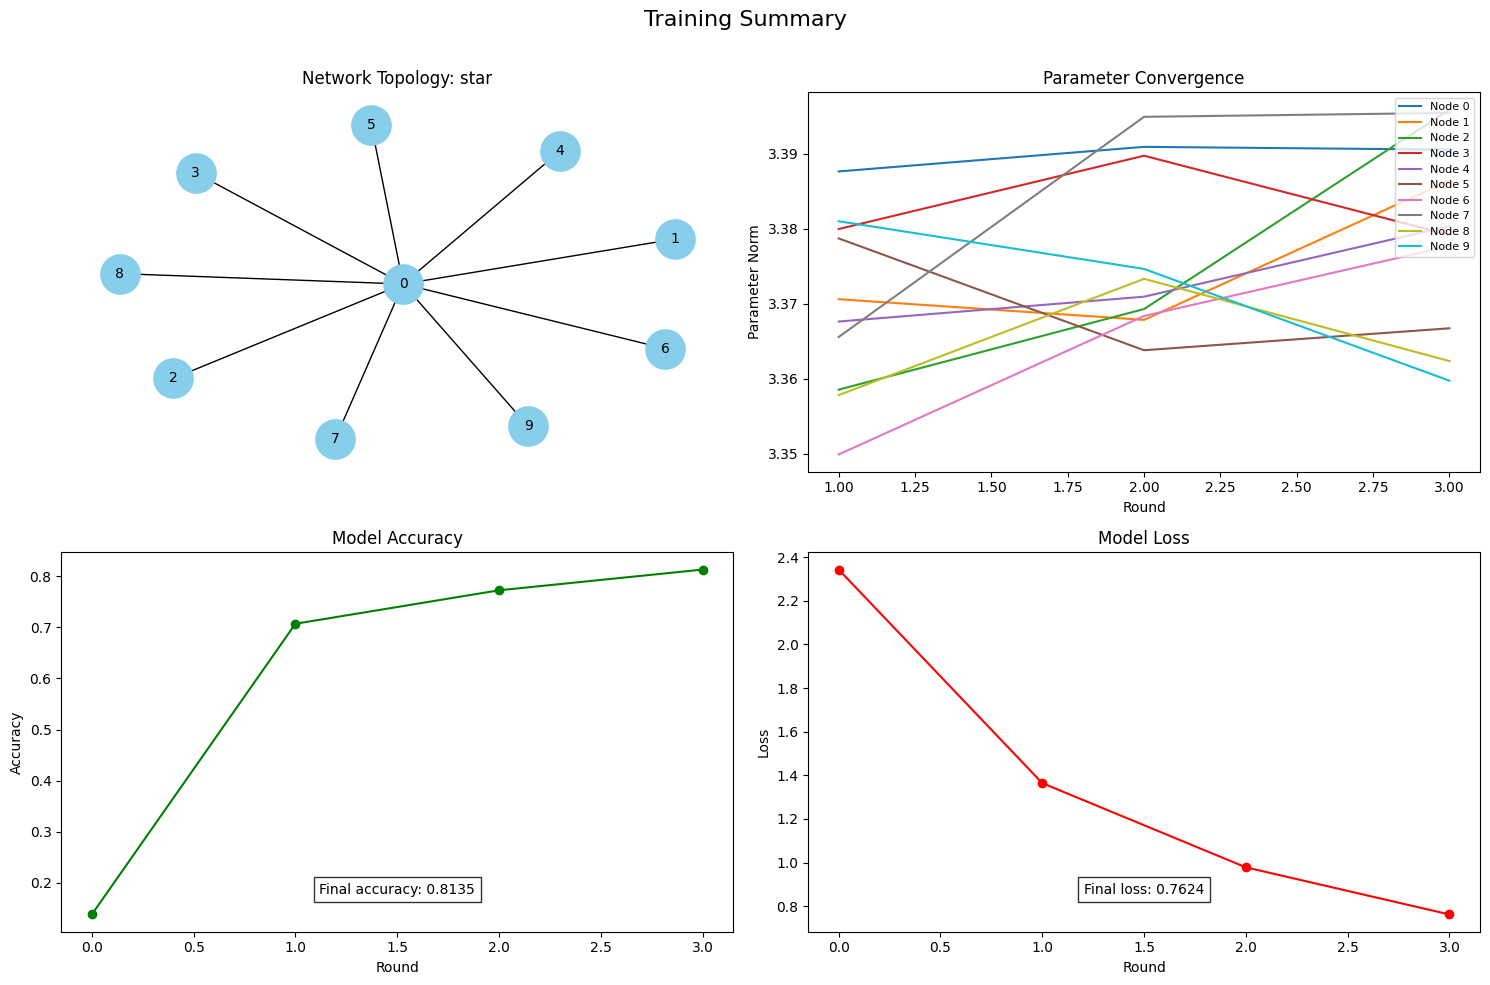 Training Summary
Network Topology: star
5
4
3
1
8
0
6
2
9
7
Parameter Convergence
Parameter Norm
3.39
3.38
3.37
3.36
3.35
Node 0
Node 1
Node 2
Node 3
Node 4
Node 5
Node 6
Node 7
Node 8
Node 9
1.00 1.25 1.50 1.75 2.00 2.25 2.50 2.75 3.00
Round
Model Accuracy
Accuracy
0.8
0.7
0.6
0.5
0.4
0.3
0.2
Final accuracy: 0.8135
0.0 0.5 1.0 1.5 2.0 2.5 3.0
Round
Model Loss
Loss
2.4
2.2
2.0
1.8
1.6
1.4
1.2
1.0
0.8
Final loss: 0.7624
0.0 0.5 1.0 1.5 2.0 2.5 3.0
Round